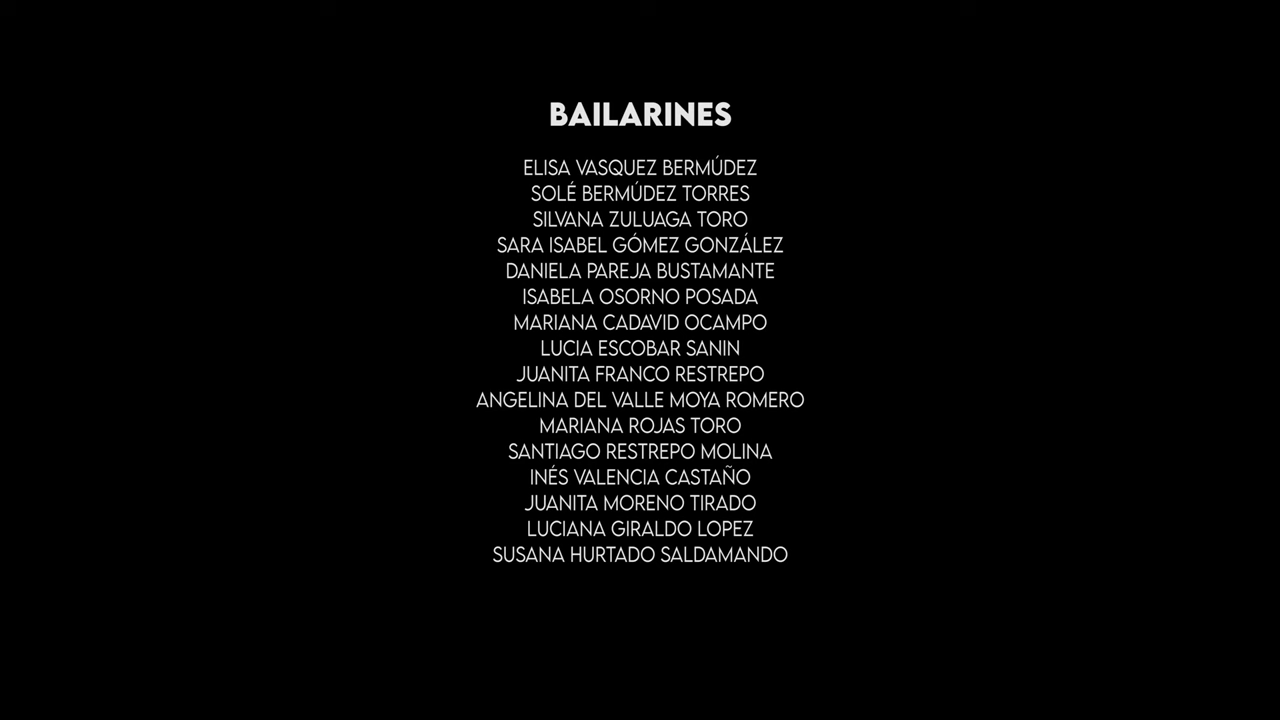 BAILARINES
ELISA VASQUEZ BERMÚDEZ
SOLÉ BERMÚDEZ TORRES
SILVANA ZULUAGA TORO
SARA ISABEL GÓMEZ GONZÁLEZ
DANIELA PAREJA BUSTAMANTE
ISABELA OSORNO POSADA
MARIANA CADAVID OCAMPO
LUCIA ESCOBAR SANIN
JUANITA FRANCO RESTREPO
ANGELINA DEL VALLE MOYA ROMERO
MARIANA ROJAS TORO
SANTIAGO RESTREPO MOLINA
INÉS VALENCIA CASTAÑO
JUANITA MORENO TIRADO
LUCIANA GIRALDO LOPEZ
SUSANA HURTADO SALDAMANDO